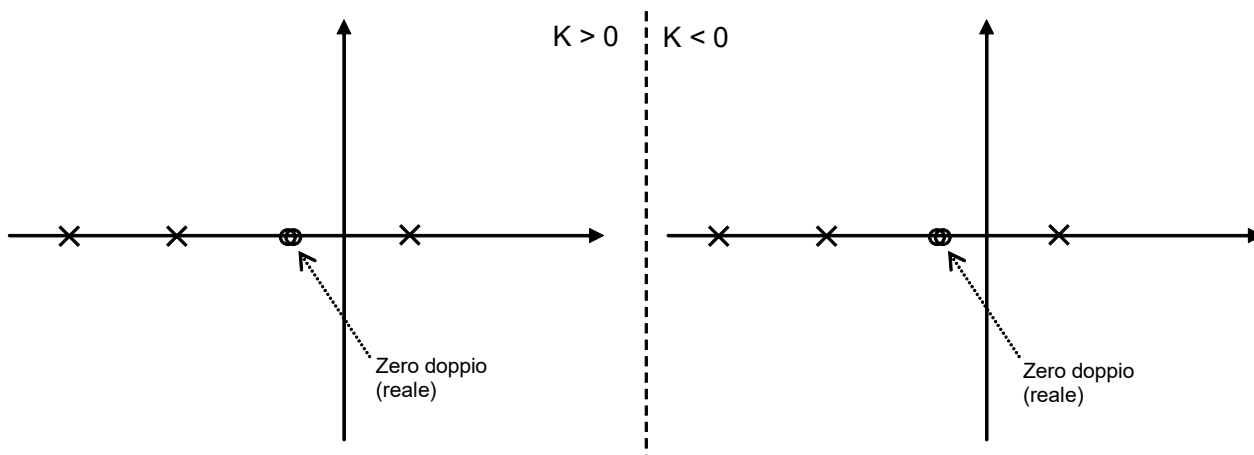 K > 0
K < 0
Zero doppio
(reale)
Zero doppio
(reale)